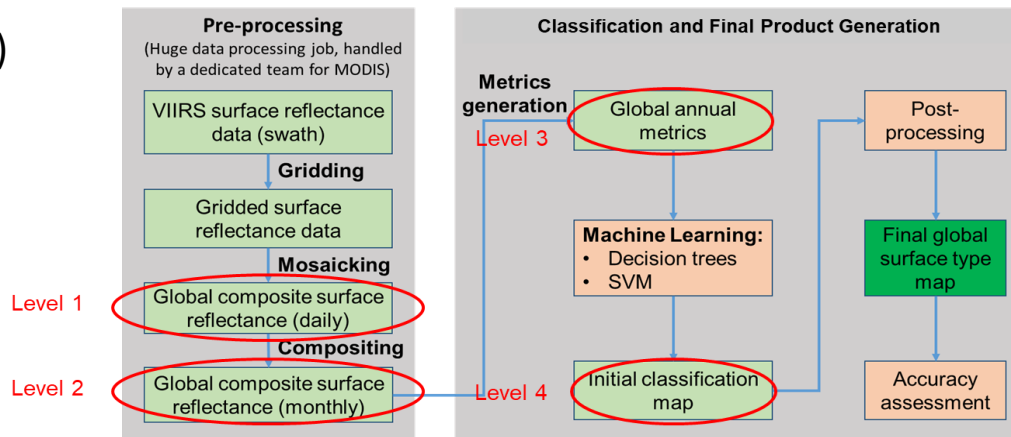 )
Pre-processing
(Huge data processing job, handled
by a dedicated team for MODIS)
VIIRS surface reflectance
data (swath)
Gridding
Gridded surface
reflectance data
Mosaicking
Level 1
Global composite surface
reflectance (daily)
Compositing
Level 2
Global composite surface
reflectance (monthly)
Classification and Final Product Generation
Metrics
generation
Level 3
Global annual
metrics
Machine Learning:
• Decision trees
• SVM
Level 4
Initial classification
map
Post-
processing
Final global
surface type
map
Accuracy
assessment